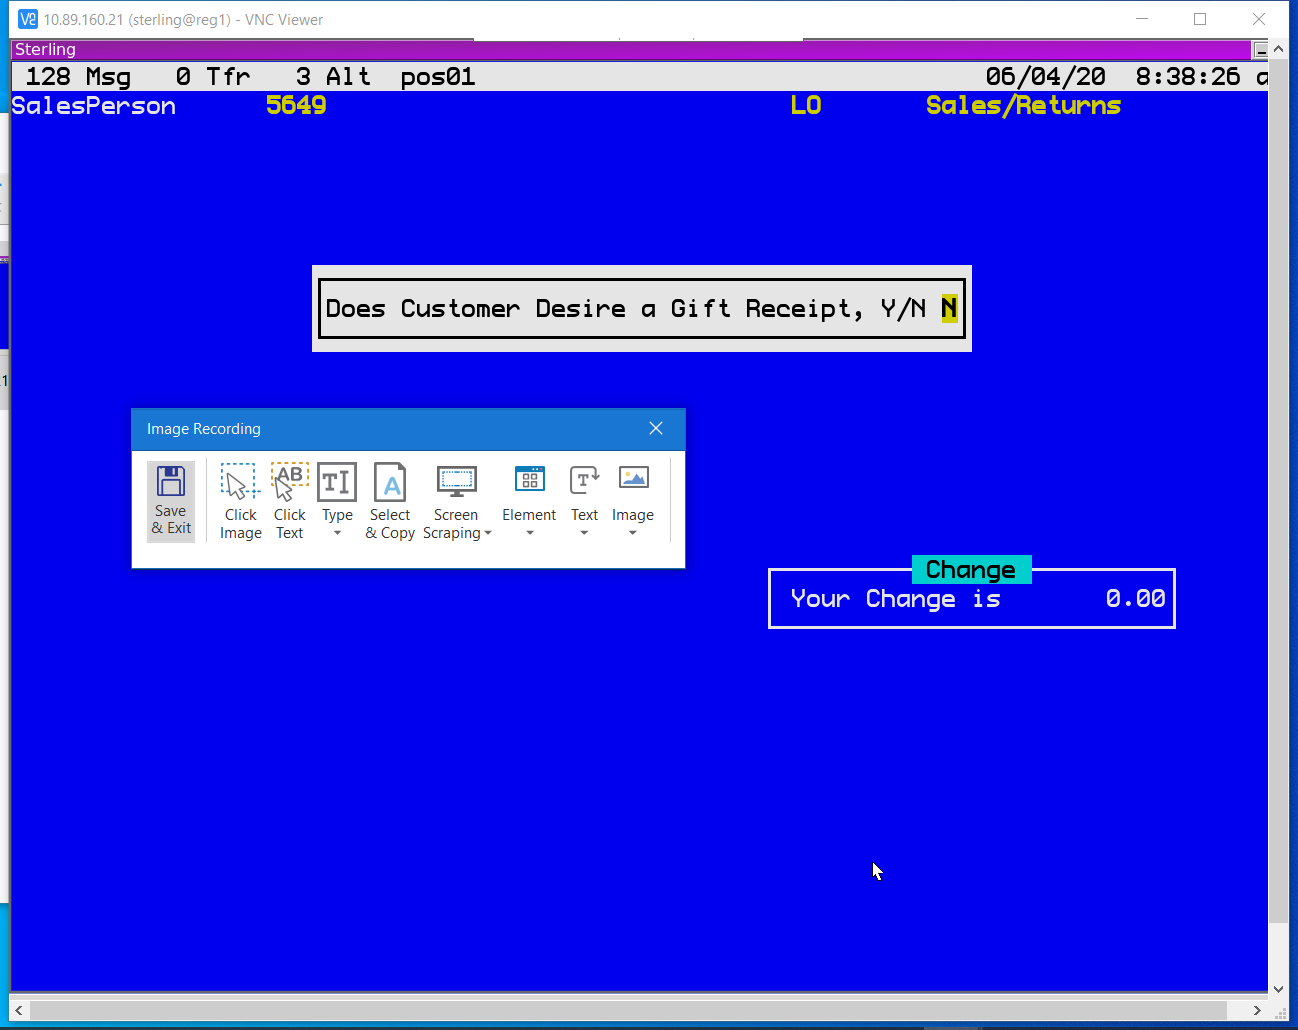 10.89.160.21 (sterling@reg1) - VNC Viewer
Sterling
128 Msg 0 Tfr 3 Alt pos01 06/04/20 8:38:26 a
SalesPerson 5649 LO Sales/Returns
Does Customer Desire a Gift Receipt, Y/N N
Image Recording
Save & Exit
Click Image
Click Text
Type
Select & Copy
Screen Scraping
Element
Text
Image
Change
Your Change is 0.00